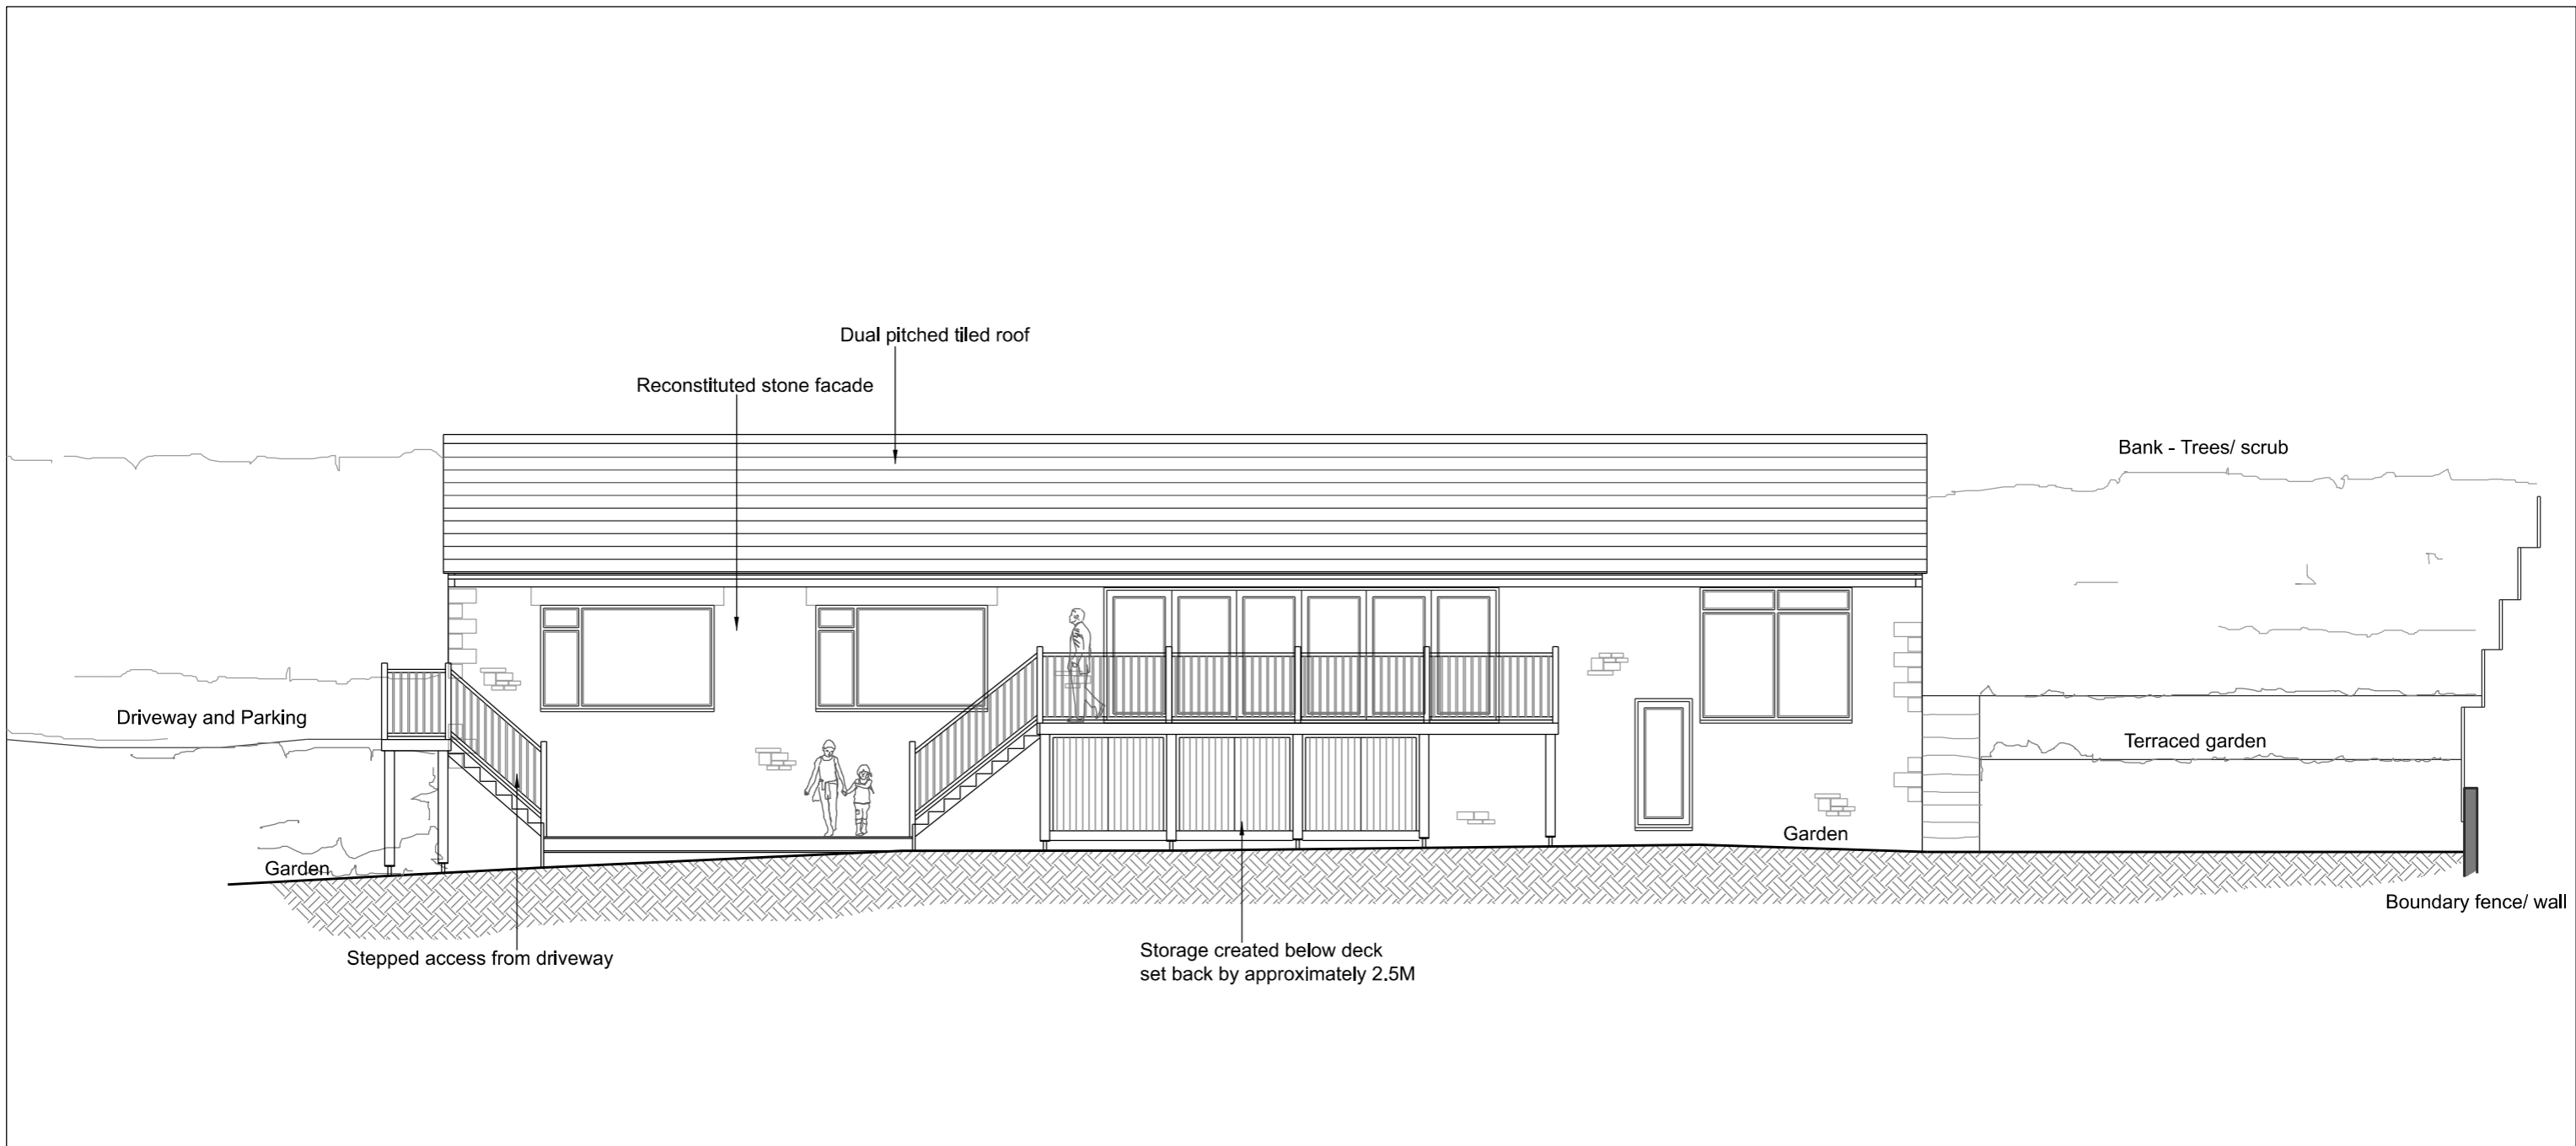 Dual pitched tiled roof
Reconstituted stone facade
Bank - Trees/ scrub
Driveway and Parking
Terraced garden
Garden
Garden
Boundary fence/ wall
Stepped access from driveway
Storage created below deck
set back by approximately 2.5M